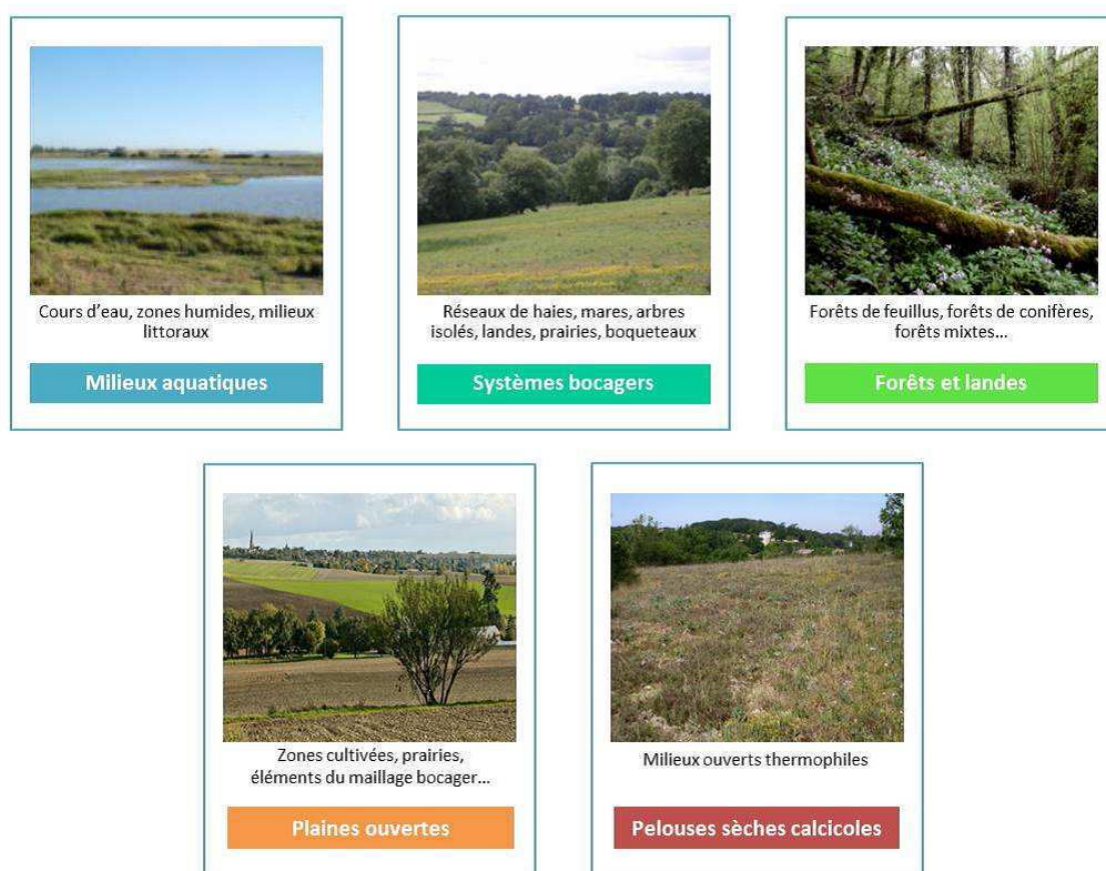 Cours d'eau, zones humides, milieux
littoraux
Milieux aquatiques
Réseaux de haies, mares, arbres
isolés, landes, prairies, boqueteaux
Systèmes bocagers
Forêts de feuillus, forêts de conifères,
forêts mixtes...
Forêts et landes
Zones cultivées, prairies,
éléments du maillage bocager...
Plaines ouvertes
Milieux ouverts thermophiles
Pelouses sèches calcicoles